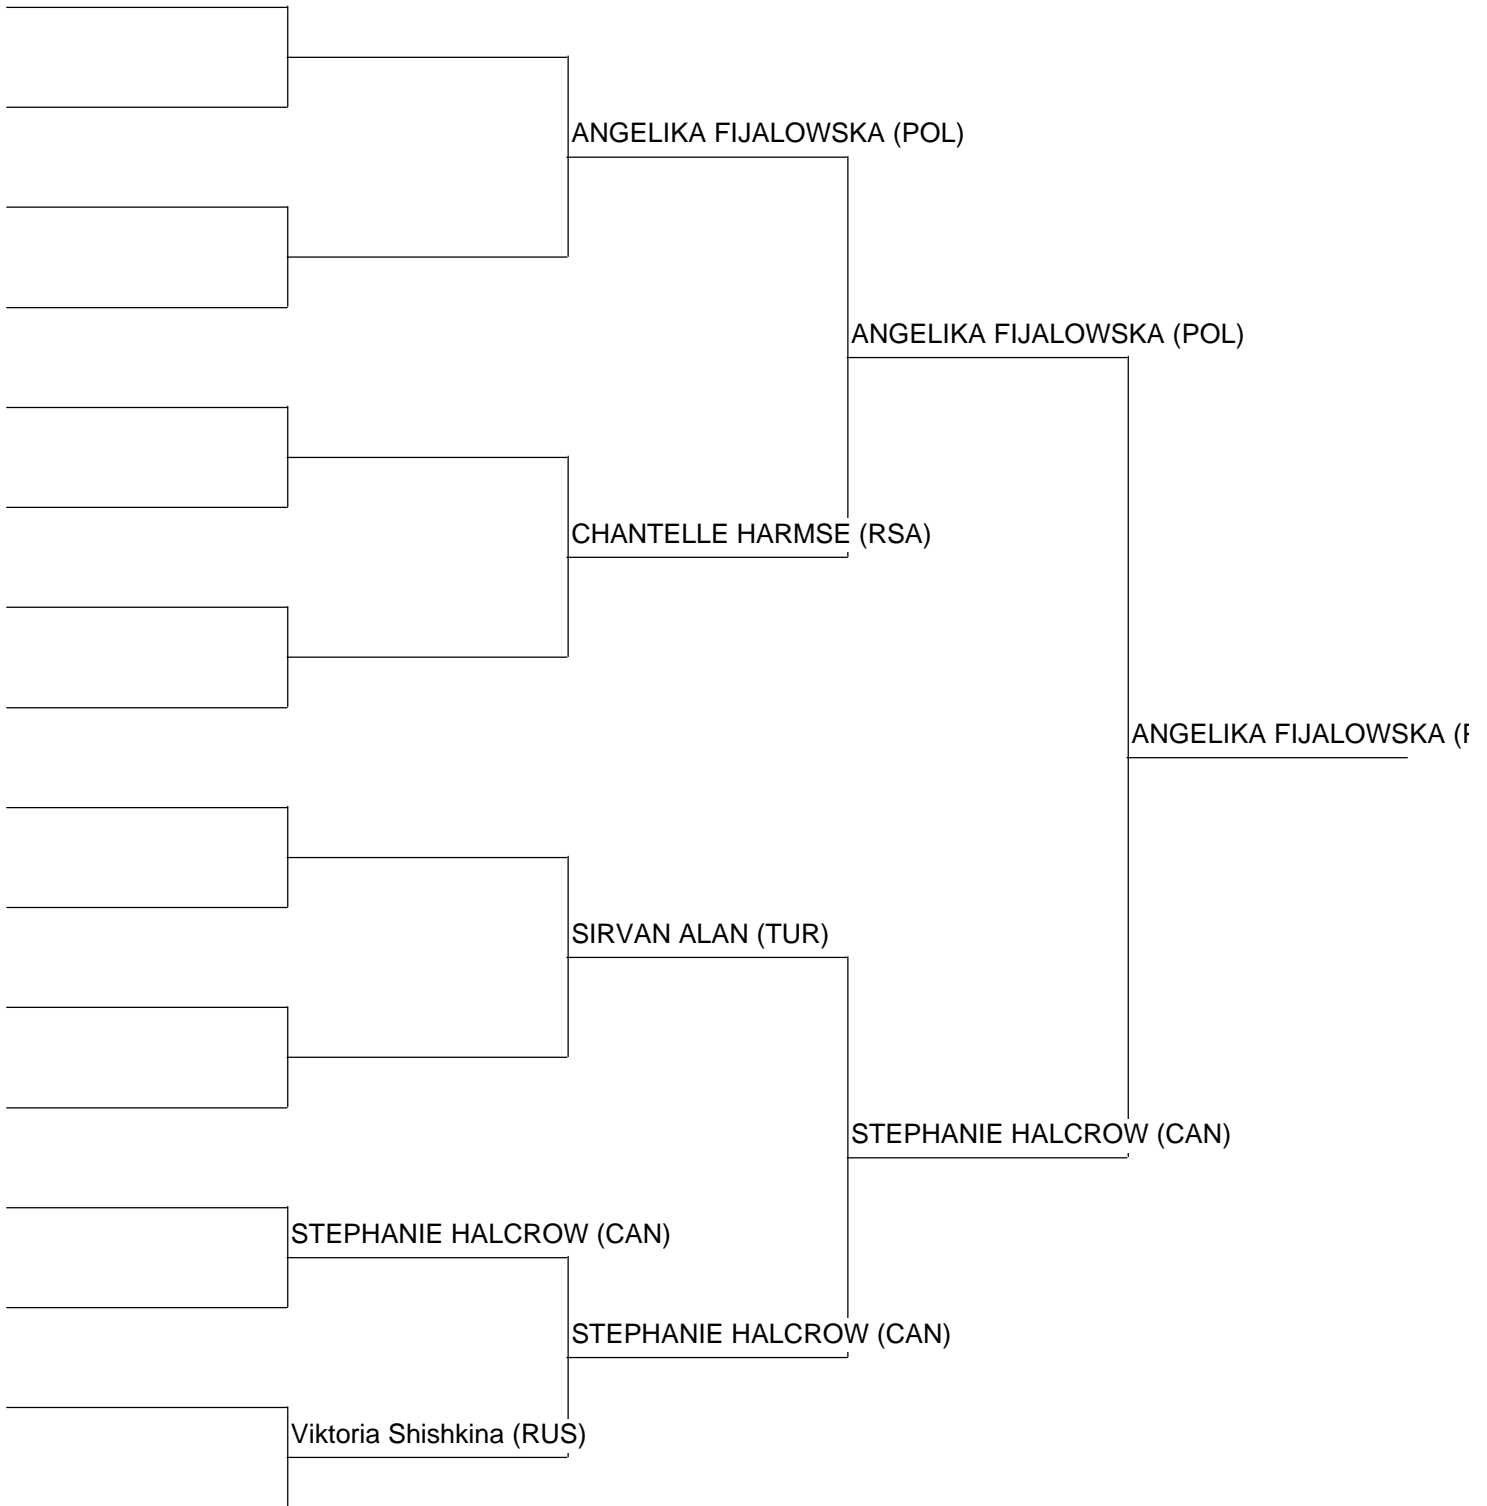 ANGELIKA FIJALOWSKA (POL)
ANGELIKA FIJALOWSKA (POL)
CHANTELLE HARMSE (RSA)
ANGELIKA FIJALOWSKA (
SIRVAN ALAN (TUR)
STEPHANIE HALCROW (CAN)
STEPHANIE HALCROW (CAN)
STEPHANIE HALCROW (CAN)
Viktoria Shishkina (RUS)